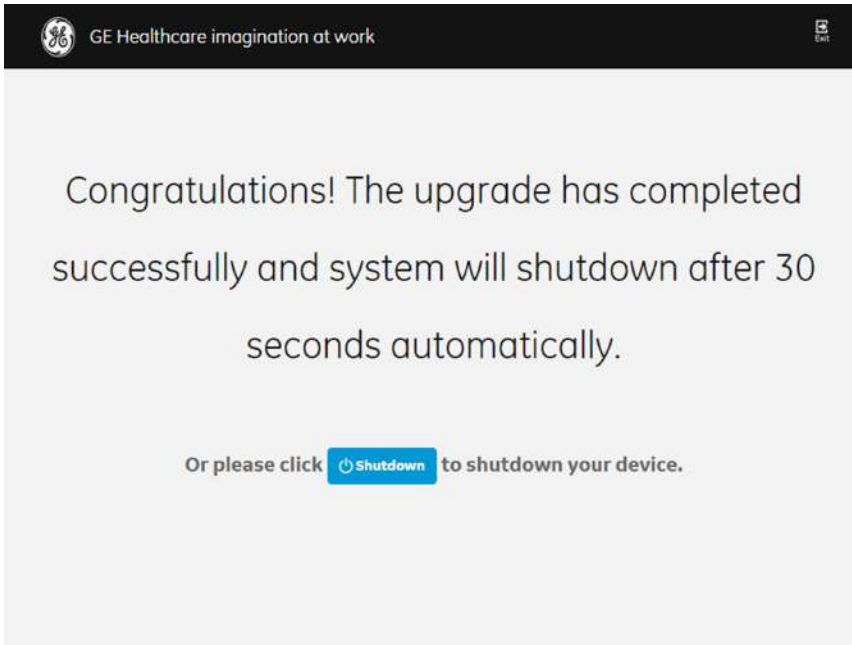 GE Healthcare imagination at work
Exit
Congratulations! The upgrade has completed
successfully and system will shutdown after 30
seconds automatically.
Or please click Shutdown to shutdown your device.